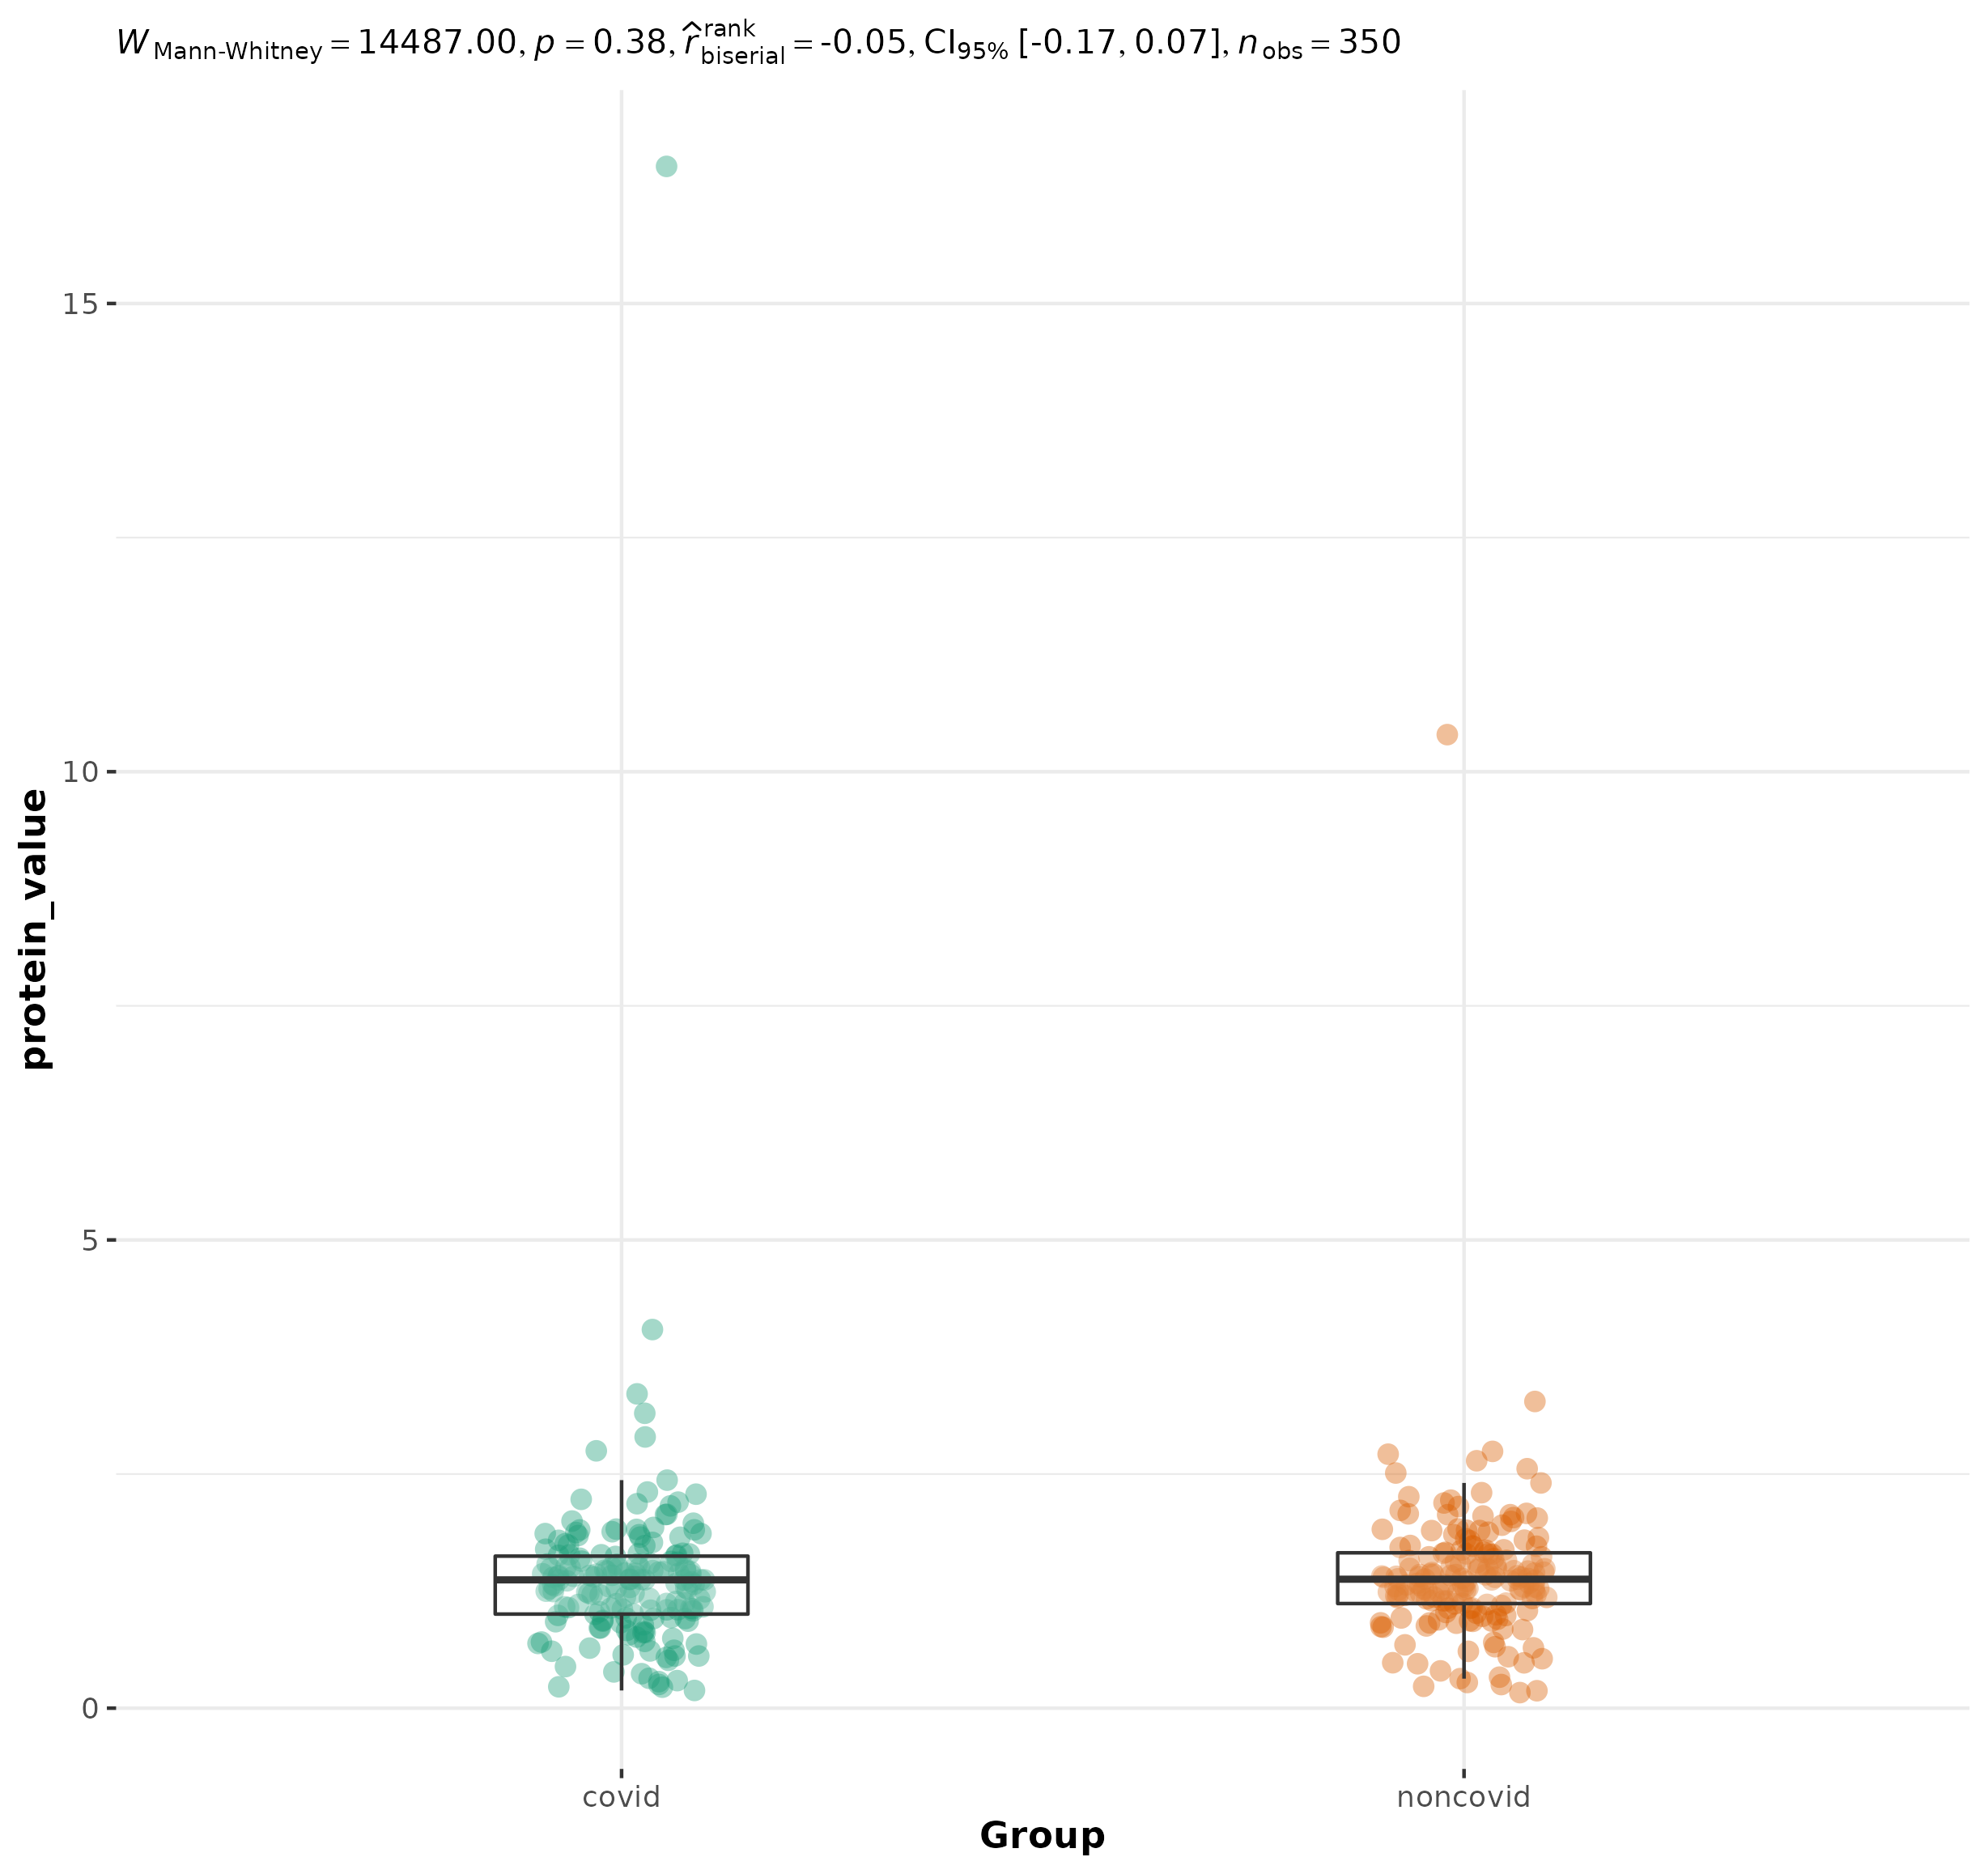 W Mann-Whitney = 14487.00, p = 0.38, r̂ rank biserial = -0.05, CI95% [-0.17, 0.07], n obs = 350
15
10
5
0
protein_value
covid noncovid
Group